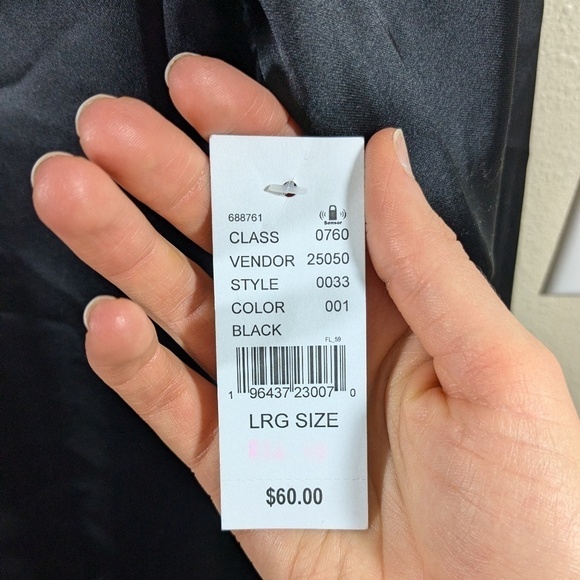 688761
Sensor
CLASS 0760
VENDOR 25050
STYLE 0033
COLOR 001
BLACK
FL_59
1 96437 23007 0
LRG SIZE
$60.00